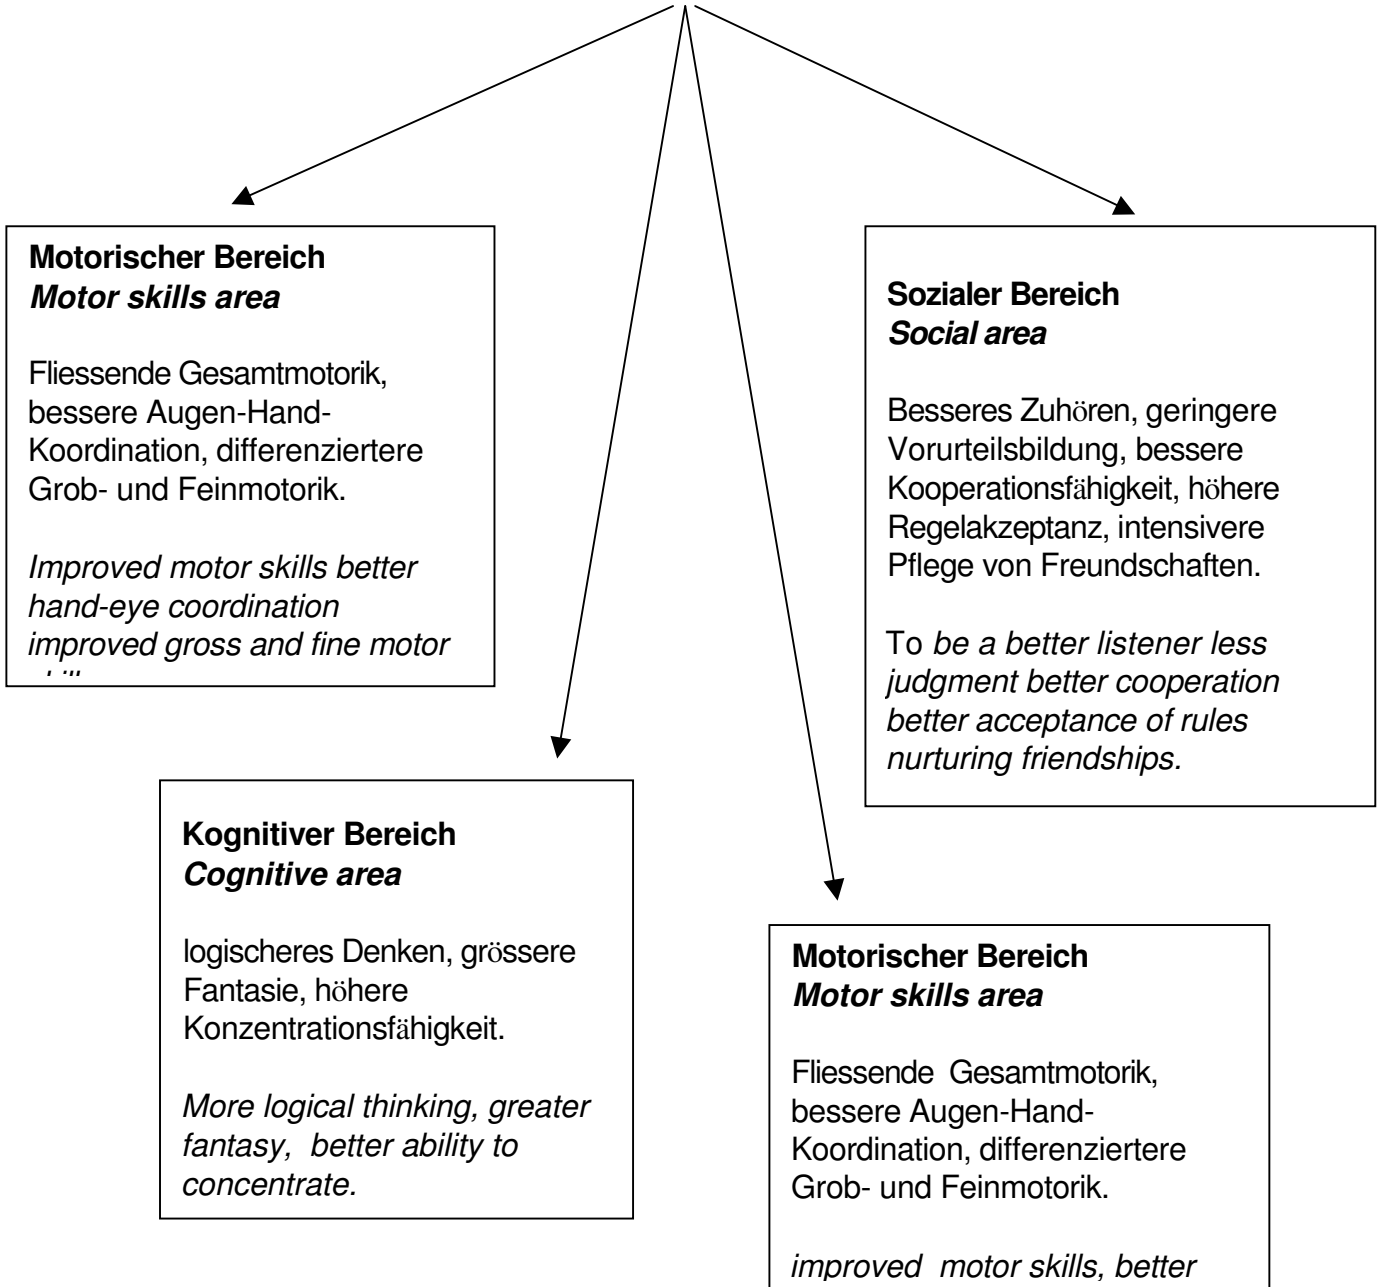 Motorischer Bereich
Motor skills area
Fliessende Gesamtmotorik,
bessere Augen-Hand-
Koordination, differenziertere
Grob- und Feinmotorik.
Improved motor skills better
hand-eye coordination
improved gross and fine motor
Sozialer Bereich
Social area
Besseres Zuhören, geringere
Vorurteilsbildung, bessere
Kooperationsfähigkeit, höhere
Regelakzeptanz, intensivere
Pflege von Freundschaften.
To be a better listener less
judgment better cooperation
better acceptance of rules
nurturing friendships.
Kognitiver Bereich
Cognitive area
logischeres Denken, grössere
Fantasie, höhere
Konzentrationsfähigkeit.
More logical thinking, greater
fantasy, better ability to
concentrate.
Motorischer Bereich
Motor skills area
Fliessende Gesamtmotorik,
bessere Augen-Hand-
Koordination, differenziertere
Grob- und Feinmotorik.
improved motor skills, better